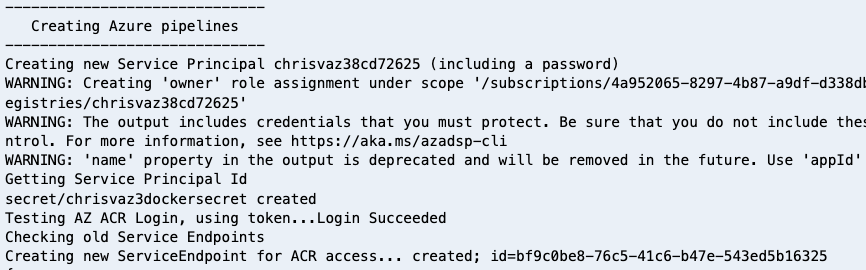 ------------------------------
Creating Azure pipelines
------------------------------
Creating new Service Principal chrisvaz38cd72625 (including a password)
WARNING: Creating 'owner' role assignment under scope '/subscriptions/4a952065-8297-4b87-a9df-d338db
egistries/chrisvaz38cd72625'
WARNING: The output includes credentials that you must protect. Be sure that you do not include thes
ntrol. For more information, see https://aka.ms/azadsp-cli
WARNING: 'name' property in the output is deprecated and will be removed in the future. Use 'appId'
Getting Service Principal Id
secret/chrisvaz3dockersecret created
Testing AZ ACR Login, using token...Login Succeeded
Checking old Service Endpoints
Creating new ServiceEndpoint for ACR access... created; id=bf9c0be8-76c5-41c6-b47e-543ed5b16325